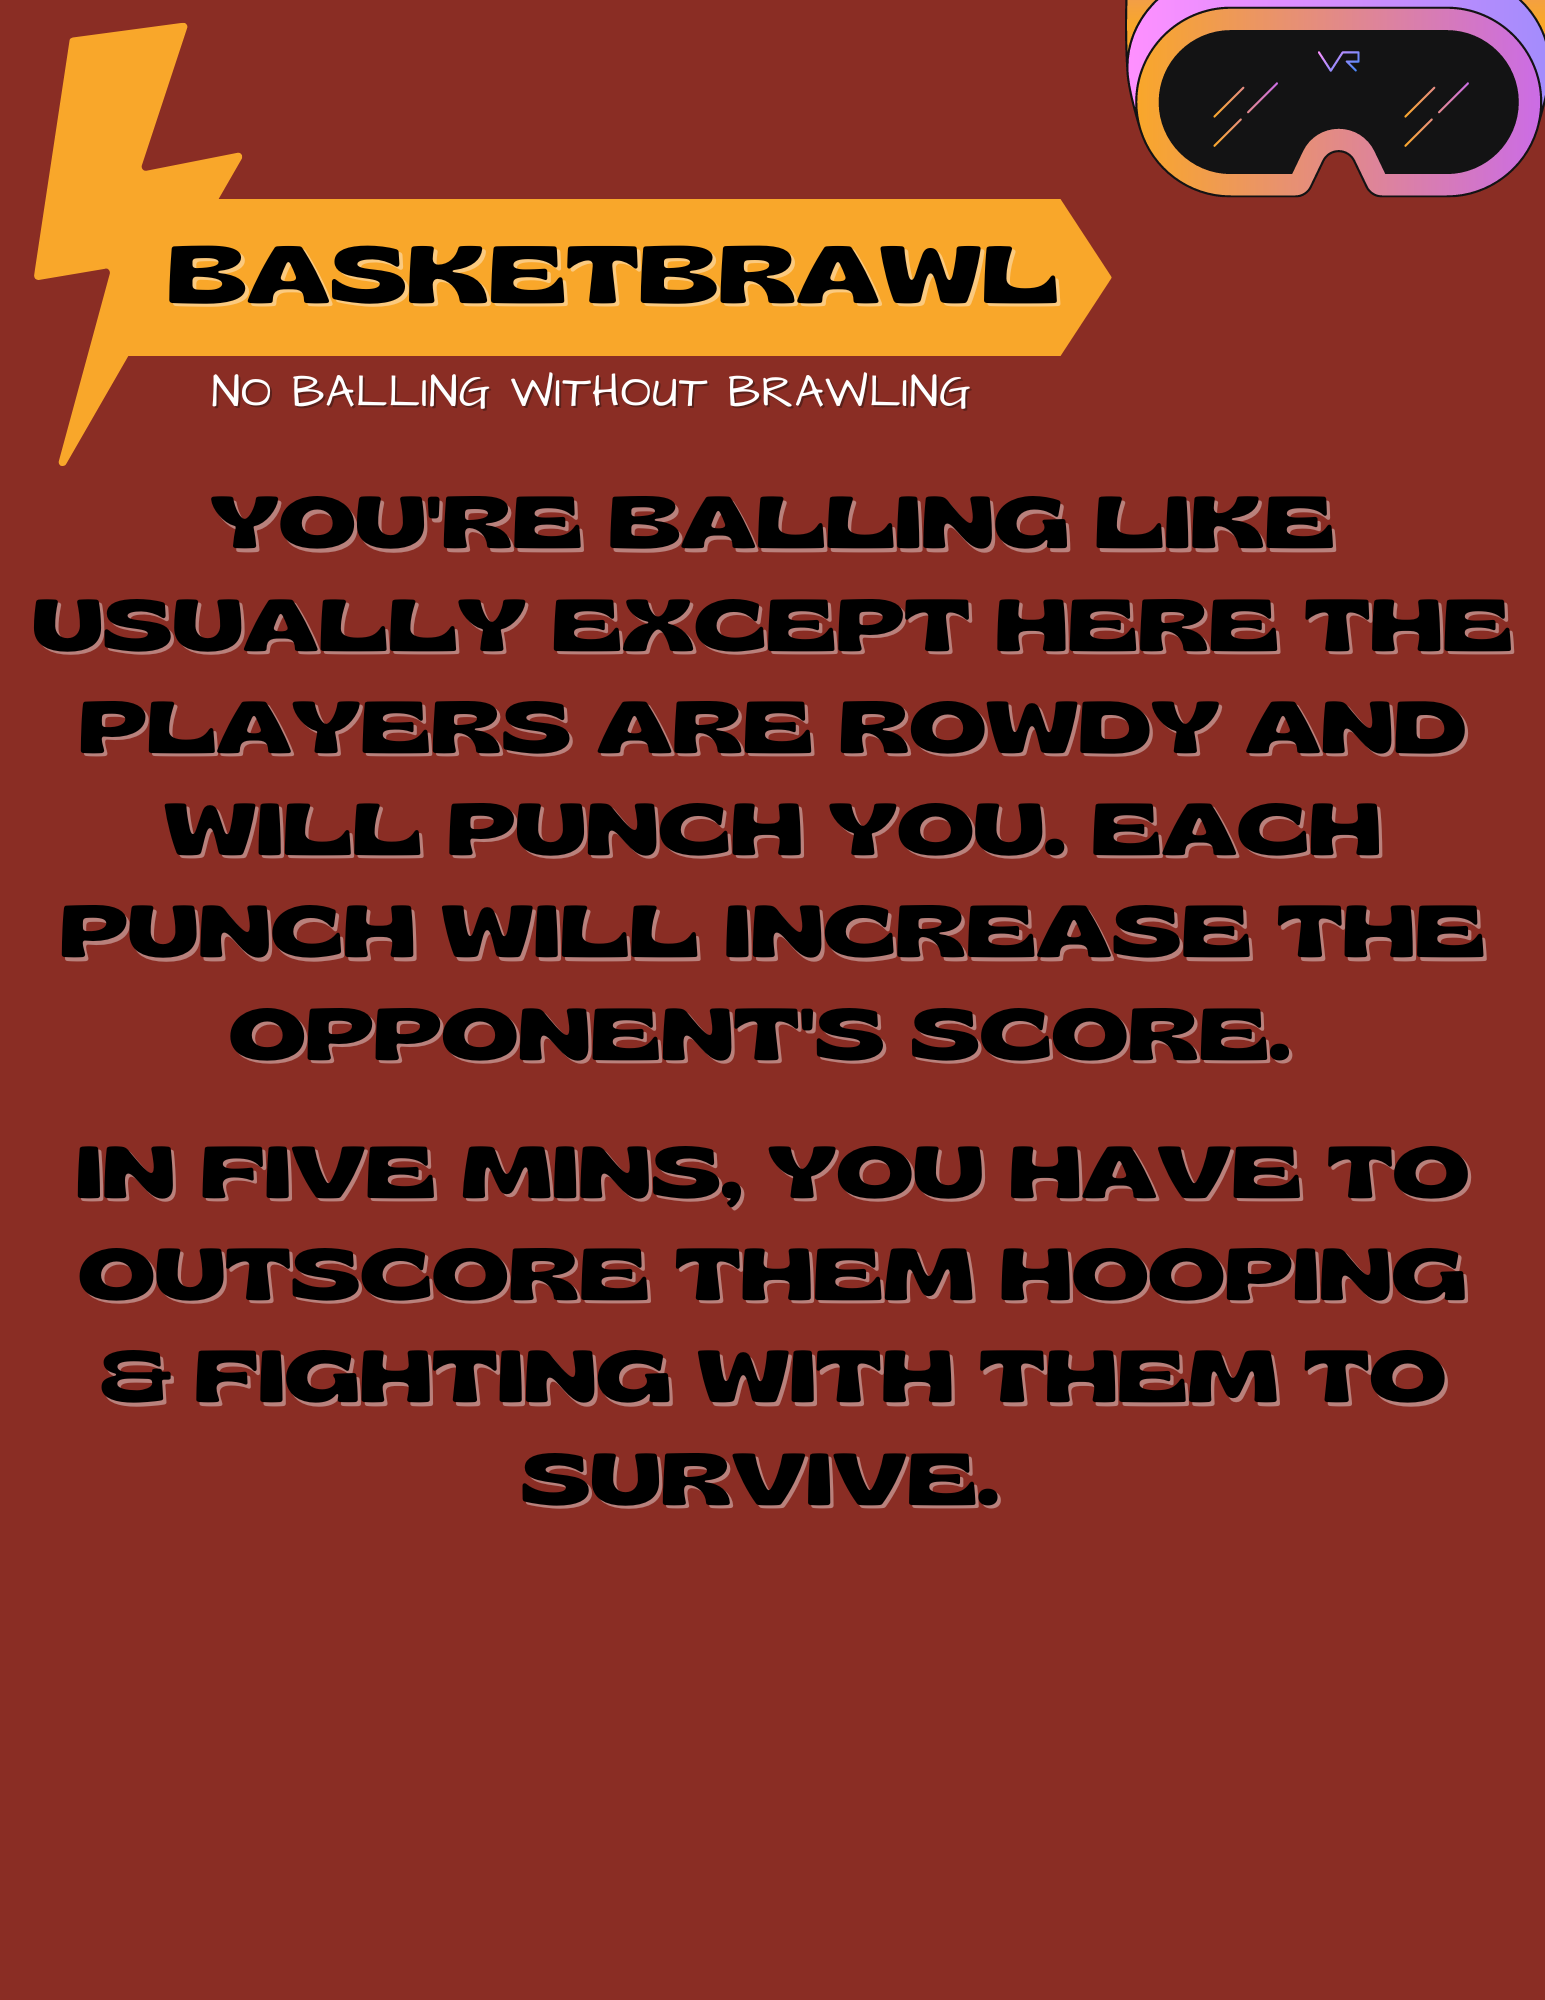 VR
BASKETBRAWL
NO BALLING WITHOUT BRAWLING
YOU'RE BALLING LIKE
USUALLY EXCEPT HERE THE
PLAYERS ARE ROWDY AND
WILL PUNCH YOU. EACH
PUNCH WILL INCREASE THE
OPPONENT'S SCORE.
IN FIVE MINS, YOU HAVE TO
OUTSCORE THEM HOOPING
& FIGHTING WITH THEM TO
SURVIVE.